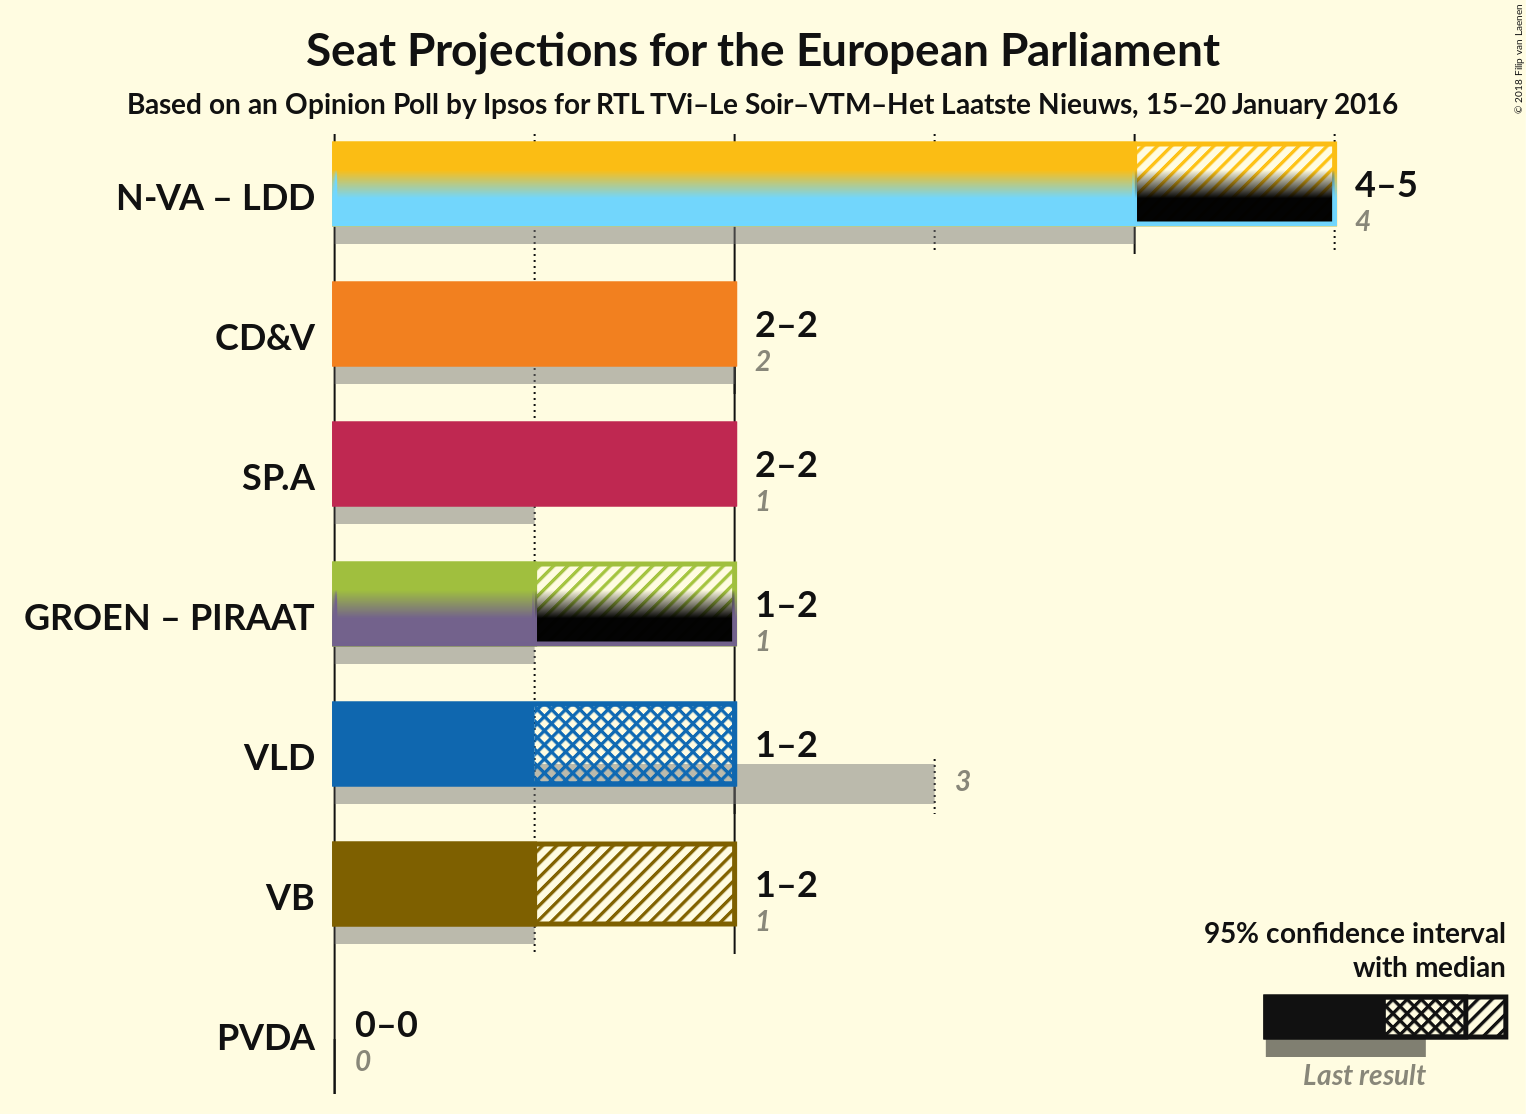 Seat Projections for the European Parliament
Based on an Opinion Poll by Ipsos for RTL TVi–Le Soir–VTM–Het Laatste Nieuws, 15–20 January 2016
© 2018 Filip van Laenen
N-VA – LDD
4–5
4
CD&V
2–2
2
SP.A
2–2
1
GROEN – PIRAAT
1–2
1
VLD
1–2
3
VB
1–2
1
PVDA
0–0
0
95% confidence interval
with median
Last result